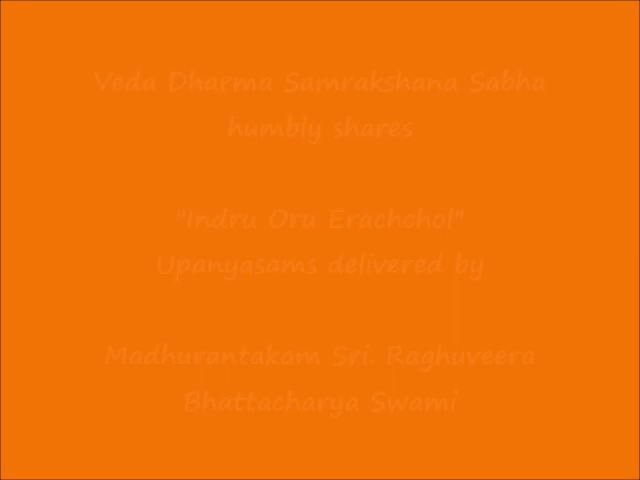 Veda Dharma Samrakshana Sabha
humbly shares
"Indru Oru Erachchol"
Upanyasams delivered by
Madhurantakam Sri. Raghuveera
Bhattacharya Swami